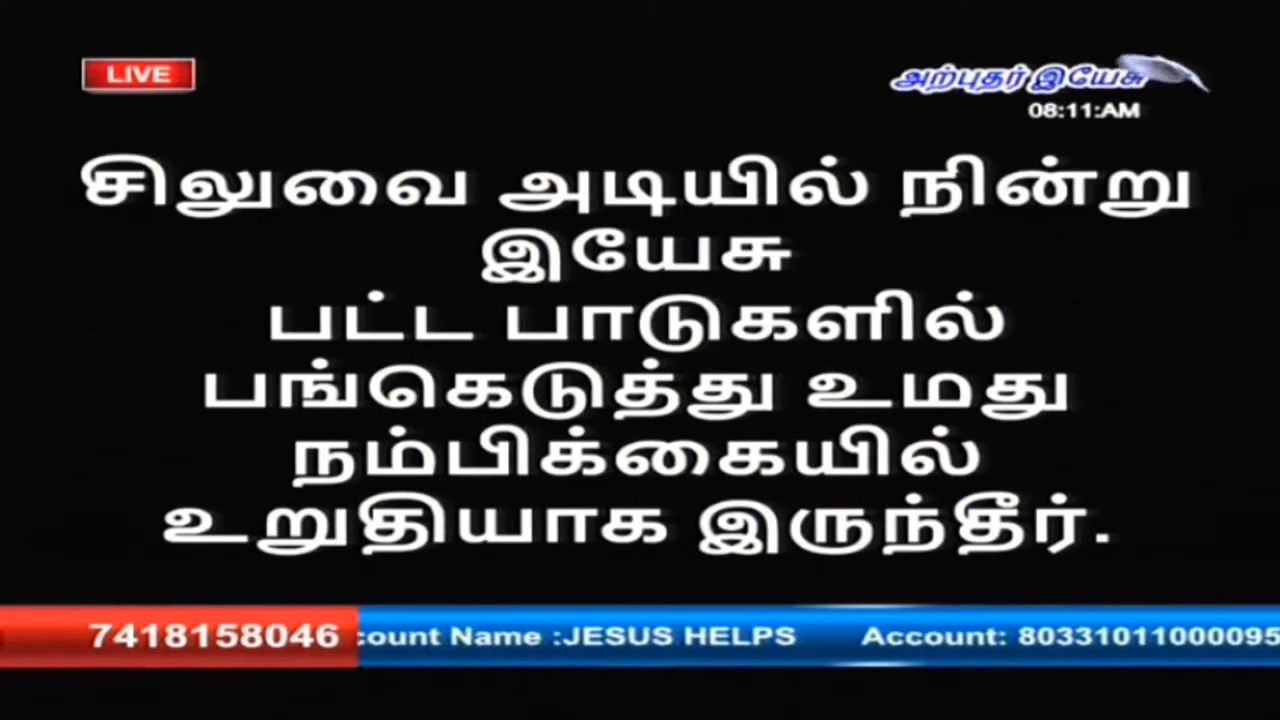 LIVE
அற்புதர் இயேசு
08:11:AM
சிலுவை அடியில் நின்று
இயேசு
பட்ட பாடுகளில்
பங்கெடுத்து உமது
நம்பிக்கையில்
உறுதியாக இருந்தீர்.
7418158046 count Name :JESUS HELPS Account: 80331011000095